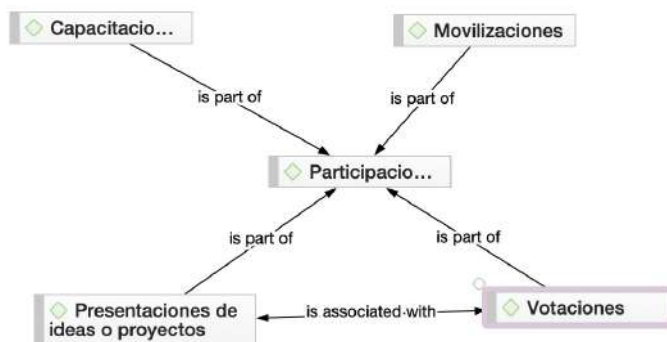 Capacitacio...
Movilizaciones
is part of
is part of
Participacio...
is part of
is part of
Presentaciones de
ideas o proyectos
is associated-with
Votaciones